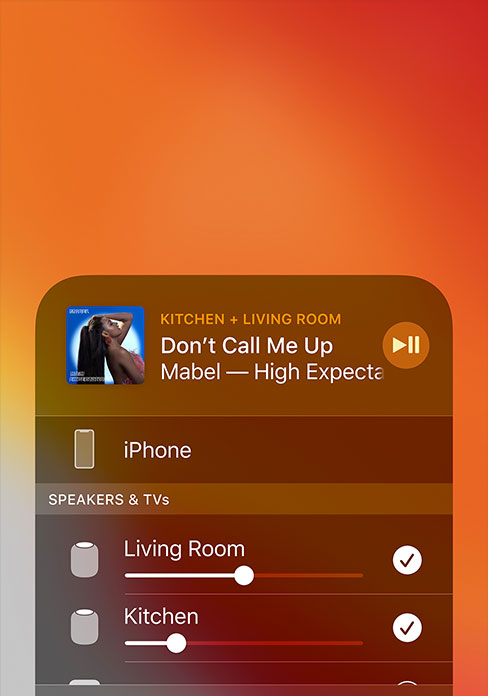 KITCHEN + LIVING ROOM
Don’t Call Me Up
Mabel — High Expecta
iPhone
SPEAKERS & TVs
Living Room
Kitchen